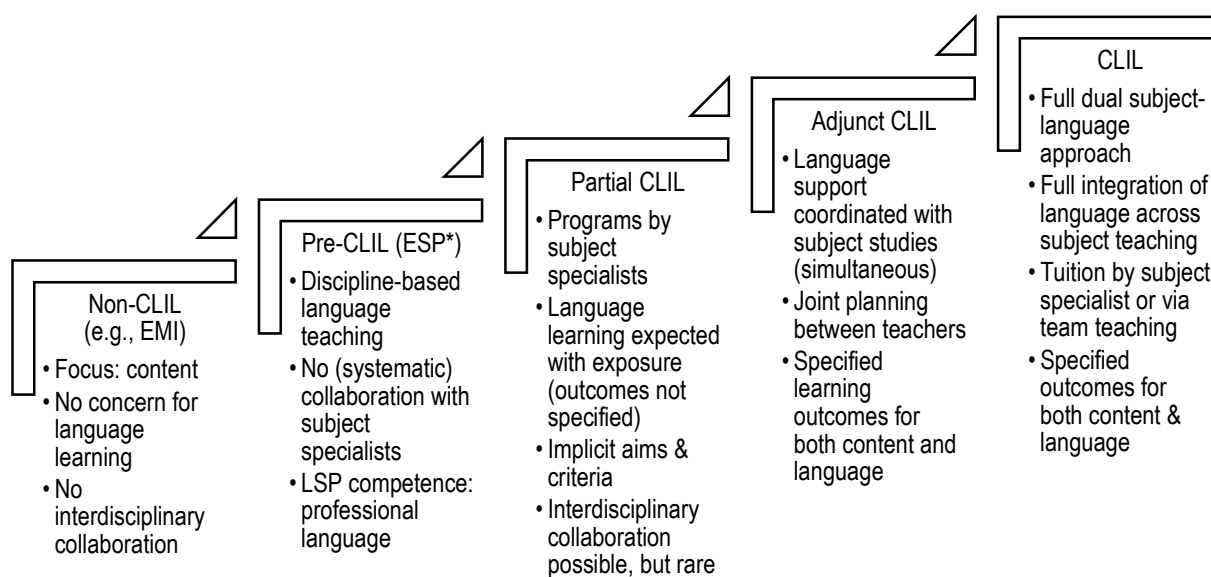 Non-CLIL
(e.g., EMI)
• Focus: content
• No concern for
language
learning
• No
interdisciplinary
collaboration
Pre-CLIL (ESP*)
• Discipline-based
language
teaching
• No (systematic)
collaboration with
subject
specialists
• LSP competence:
professional
language
Partial CLIL
• Programs by
subject
specialists
• Language
learning expected
with exposure
(outcomes not
specified)
• Implicit aims &
criteria
• Interdisciplinary
collaboration
possible, but rare
Adjunct CLIL
• Language
support
coordinated with
subject studies
(simultaneous)
• Joint planning
between teachers
• Specified
learning
outcomes for
both content and
language
CLIL
• Full dual subject-
language
approach
• Full integration of
language across
subject teaching
• Tuition by subject
specialist or via
team teaching
• Specified
outcomes for
both content &
language